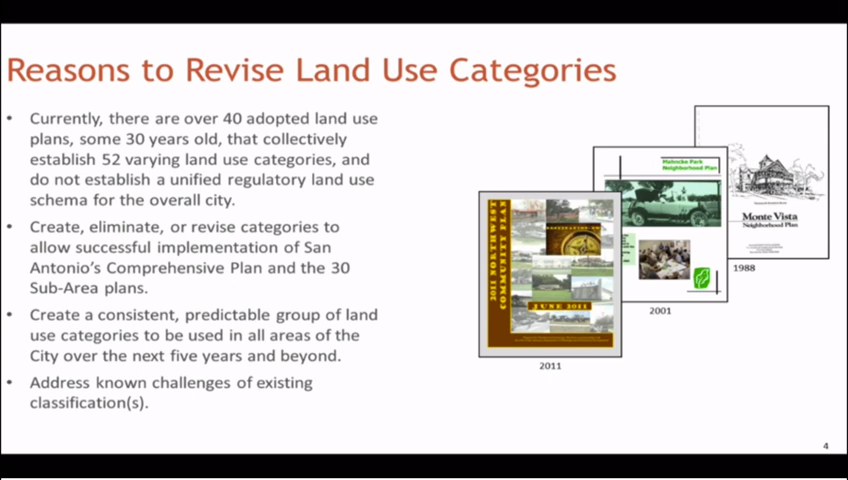 Reasons to Revise Land Use Categories
• Currently, there are over 40 adopted land use
plans, some 30 years old, that collectively
establish 52 varying land use categories, and
do not establish a unified regulatory land use
schema for the overall city.
• Create, eliminate, or revise categories to
allow successful implementation of San
Antonio's Comprehensive Plan and the 30
Sub-Area plans.
• Create a consistent, predictable group of land
use categories to be used in all areas of the
City over the next five years and beyond.
• Address known challenges of existing
classification(s).
2011 NORTHWEST
COMMUNITY PLAN
JUNE 2011
2011
Mahncke Park
Neighborhood Plan
2001
Monte Vista
Neighborhood Plan
1988
4